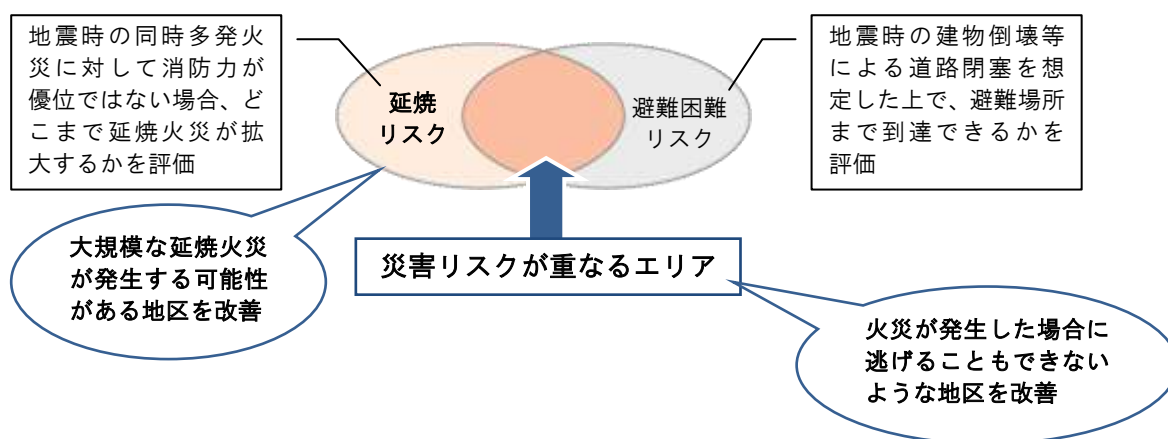 地震時の同時多発火
災に対して消防力が
優位ではない場合、ど
こまで延焼火災が拡
大するかを評価
延焼
リスク
避難困難
リスク
地震時の建物倒壊等
による道路閉塞を想
定した上で、避難場所
まで到達できるかを
評価
大規模な延焼火災
が発生する可能性
がある地区を改善
災害リスクが重なるエリア
火災が発生した場合に
逃げることもできない
ような地区を改善